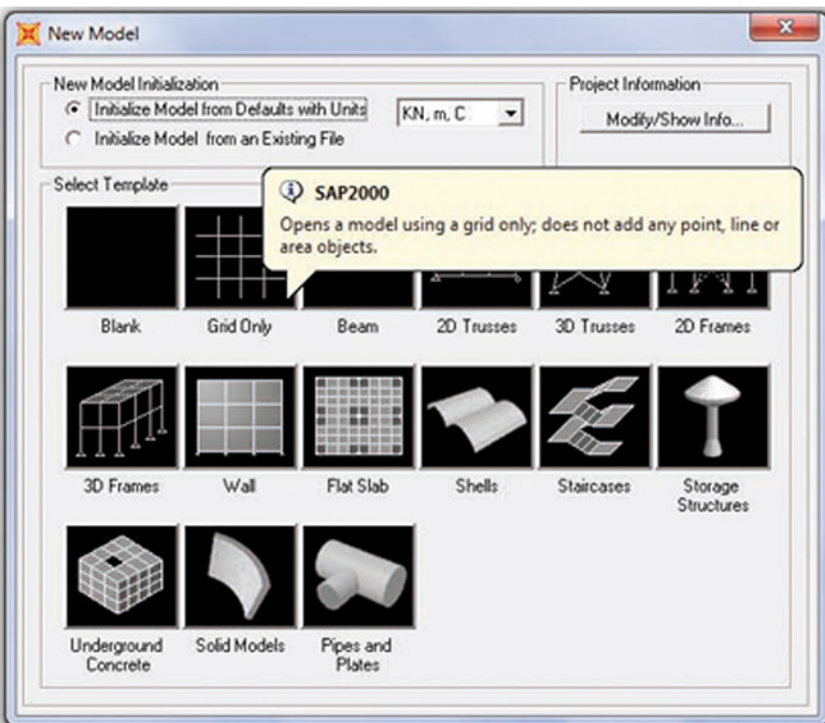 New Model
New Model Initialization
Initialize Model from Defaults with Units
KN, m, C
Initialize Model from an Existing File
Project Information
Modify/Show Info...
Select Template
SAP2000
Opens a model using a grid only; does not add any point, line or
area objects.
Blank
Grid Only
Beam
2D Trusses
3D Trusses
2D Frames
3D Frames
Wall
Flat Slab
Shells
Staircases
Storage
Structures
Underground
Concrete
Solid Models
Pipes and
Plates